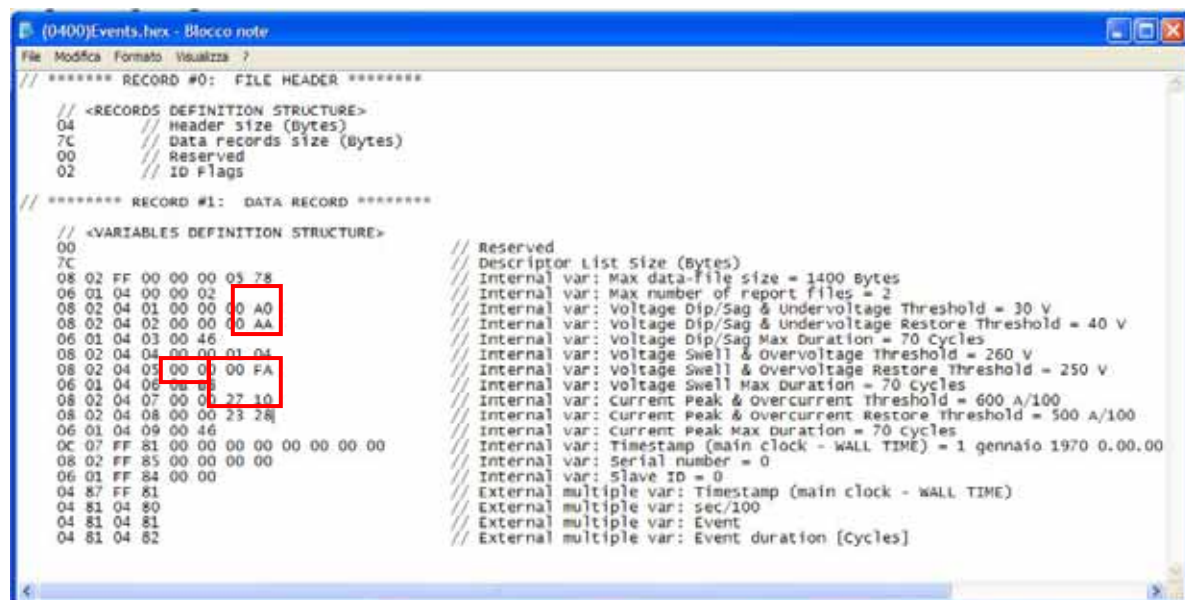 (0400)Events.hex - Blocco note
File Modifica Formato Visualizza ?
// ******* RECORD #0: FILE HEADER ********
// <RECORDS DEFINITION STRUCTURE>
04 // Header size (Bytes)
7C // Data records size (Bytes)
00 // Reserved
02 // ID Flags
// ******** RECORD #1: DATA RECORD ********
// <VARIABLES DEFINITION STRUCTURE>
00 // Reserved
7C // Descriptor List Size (Bytes)
08 02 FF 00 00 00 05 78 // Internal var: Max data-file size = 1400 Bytes
06 01 04 00 00 02 // Internal var: Max number of report files = 2
08 02 04 01 00 00 00 A0 // Internal var: Voltage Dip/Sag & Undervoltage Threshold = 30 V
08 02 04 02 00 00 00 AA // Internal var: Voltage Dip/Sag & Undervoltage Restore Threshold = 40 V
06 01 04 03 00 46 // Internal var: Voltage Dip/Sag Max Duration = 70 Cycles
08 02 04 04 00 00 01 04 // Internal var: Voltage Swell & Overvoltage Threshold = 260 V
08 02 04 05 00 00 00 FA // Internal var: Voltage Swell & Overvoltage Restore Threshold = 250 V
06 01 04 06 // Internal var: Voltage Swell Max Duration = 70 Cycles
08 02 04 07 00 00 27 10 // Internal var: Current Peak & Overcurrent Threshold = 600 A/100
08 02 04 08 00 00 23 28 // Internal var: Current Peak & Overcurrent Restore Threshold = 500 A/100
06 01 04 09 00 46 // Internal var: Current Peak Max Duration = 70 Cycles
0C 07 FF 81 00 00 00 00 00 00 00 00 // Internal var: Timestamp (main clock - WALL TIME) = 1 gennaio 1970 0.00.00
08 02 FF 85 00 00 00 00 // Internal var: Serial number = 0
06 01 FF 84 00 00 // Internal var: Slave ID = 0
04 87 FF 81 // External multiple var: Timestamp (main clock - WALL TIME)
04 81 04 80 // External multiple var: sec/100
04 81 04 81 // External multiple var: Event
04 81 04 82 // External multiple var: Event duration [Cycles]